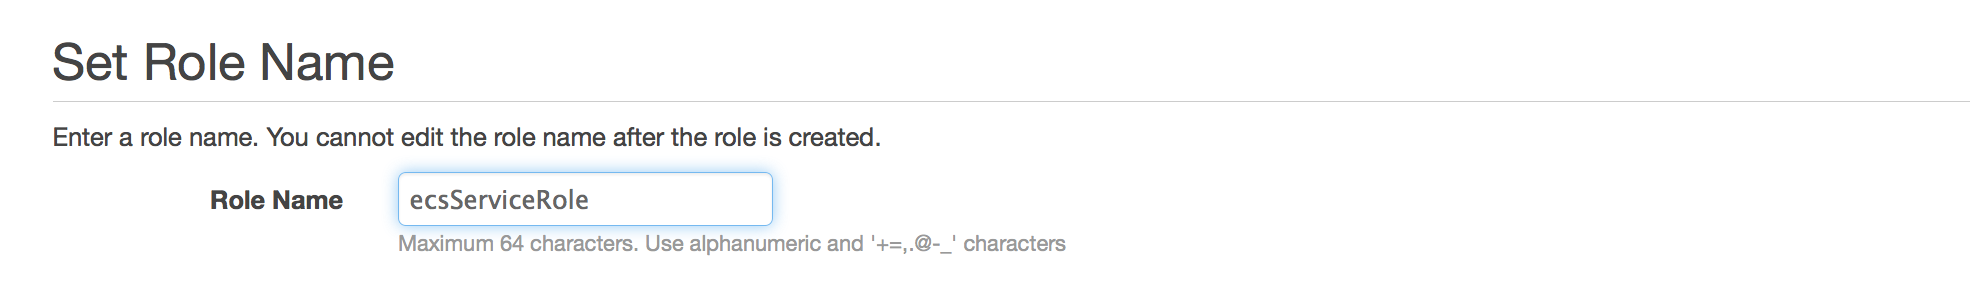 Set Role Name
Enter a role name. You cannot edit the role name after the role is created.
Role Name ecsServiceRole
Maximum 64 characters. Use alphanumeric and '+=,.@-_' characters